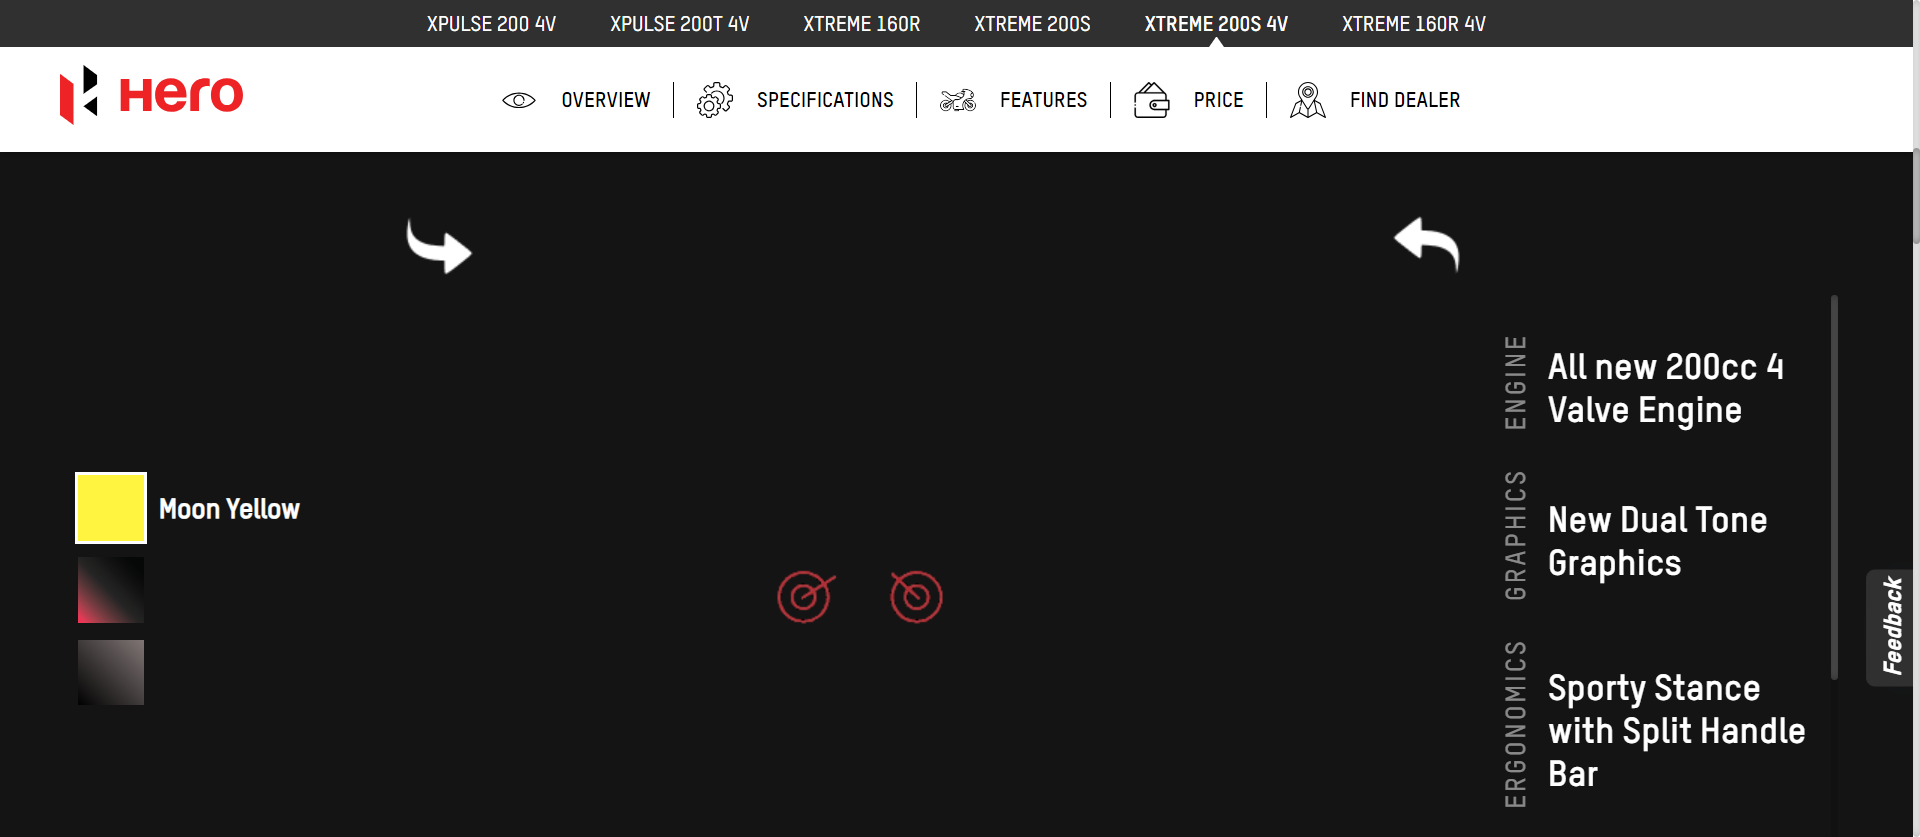 XPULSE 200 4V
XPULSE 200T 4V
XTREME 160R
XTREME 200S
XTREME 200S 4V
XTREME 160R 4V
Hero
OVERVIEW
SPECIFICATIONS
FEATURES
PRICE
FIND DEALER
Moon Yellow
ENGINE
All new 200cc 4
Valve Engine
GRAPHICS
New Dual Tone
Graphics
ERGONOMICS
Sporty Stance
with Split Handle
Bar
Feedback